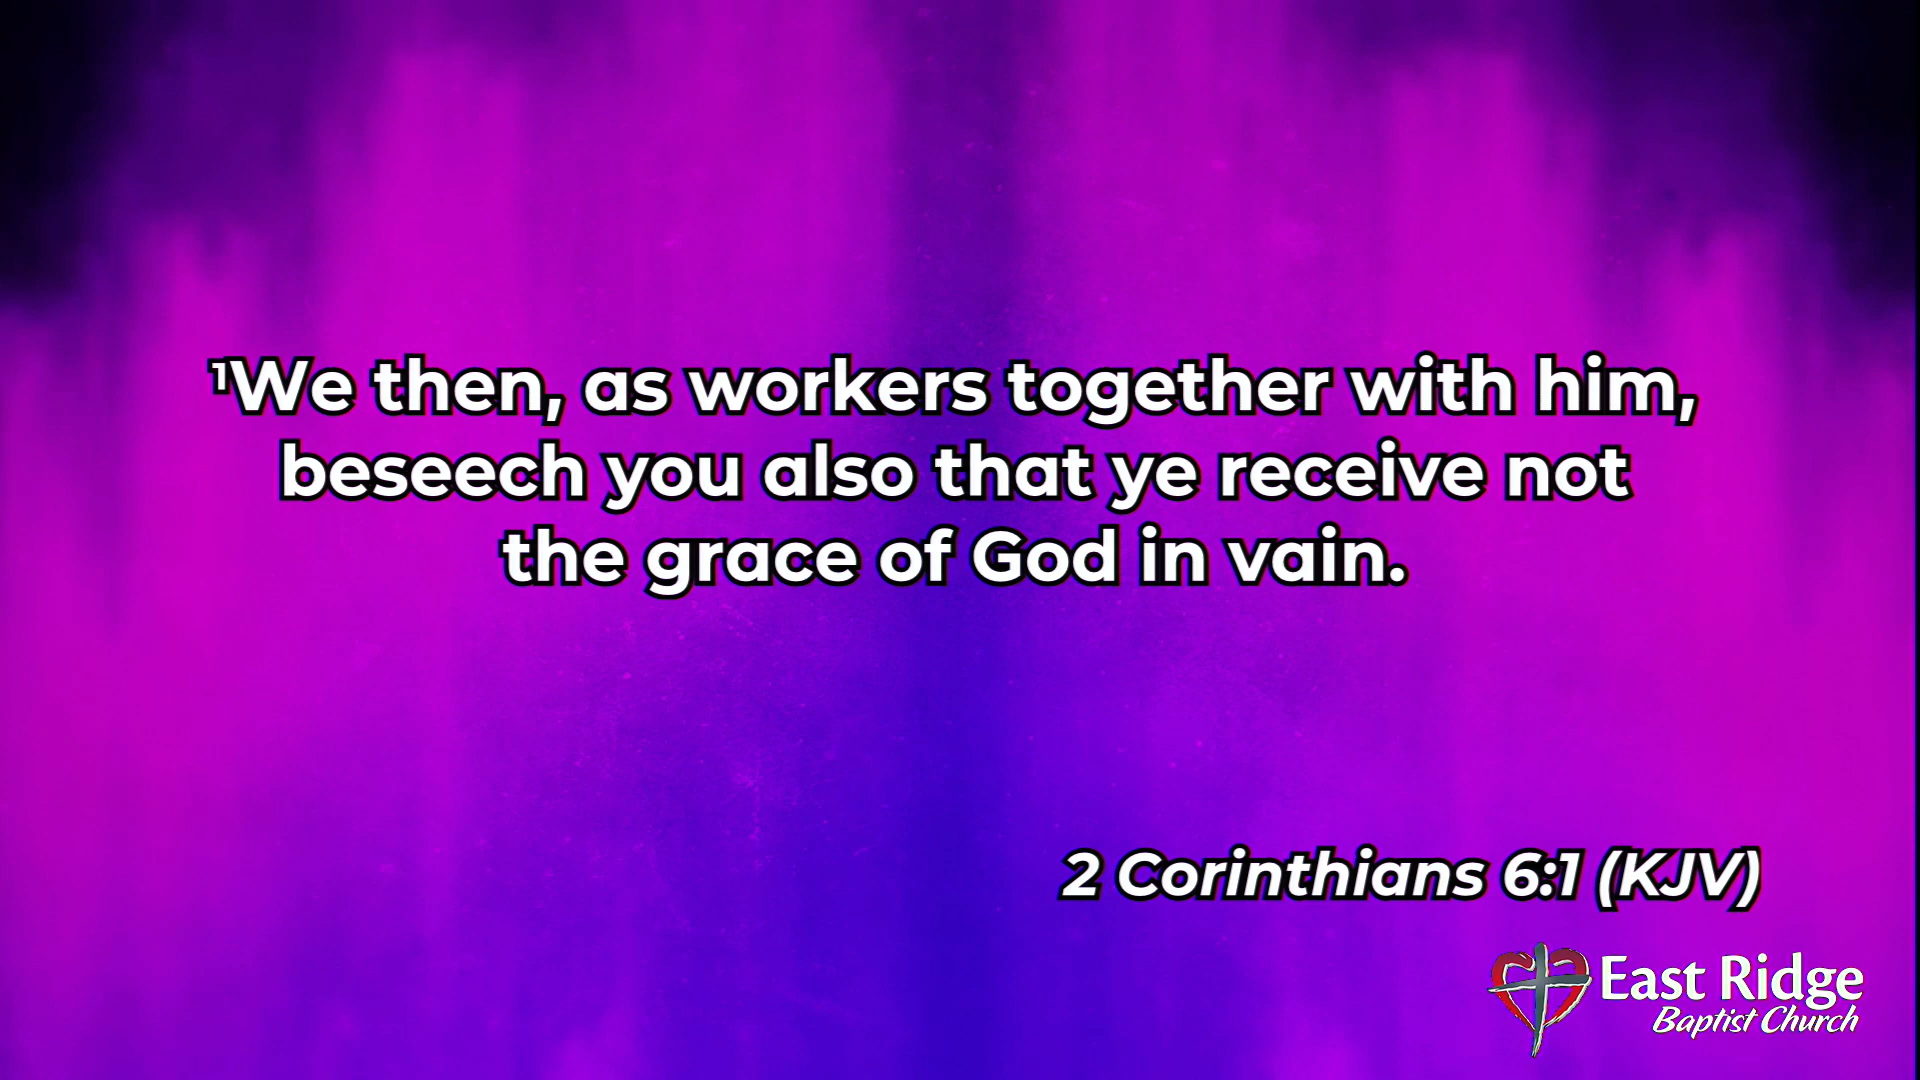 ¹We then, as workers together with him,
beseech you also that ye receive not
the grace of God in vain.
2 Corinthians 6:1 (KJV)
East Ridge
Baptist Church